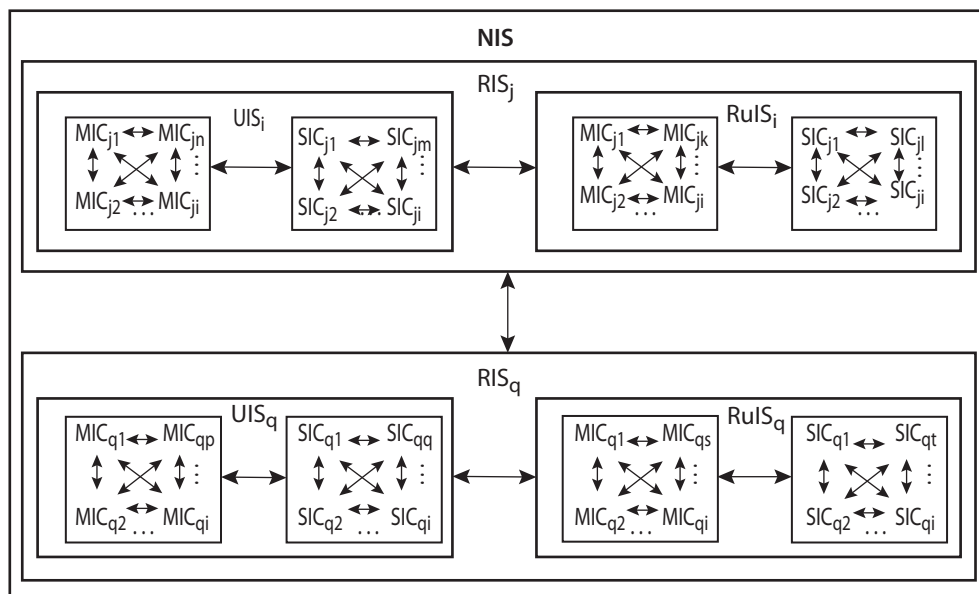 NIS
RISj
UISi
MICj1 MICjn
⋮
MICj2 ... MICji
SICj1 SICjm
⋮
SICj2 ... SICji
RuISi
MICj1 MICjk
⋮
MICj2 ... MICji
SICj1 SICjl
⋮
SICj2 ... SICji
RISq
UISq
MICq1 MICqp
⋮
MICq2 ... MICqi
SICq1 SICqq
⋮
SICq2 ... SICqi
RuISq
MICq1 MICqs
⋮
MICq2 ... MICqi
SICq1 SICqt
⋮
SICq2 ... SICqi